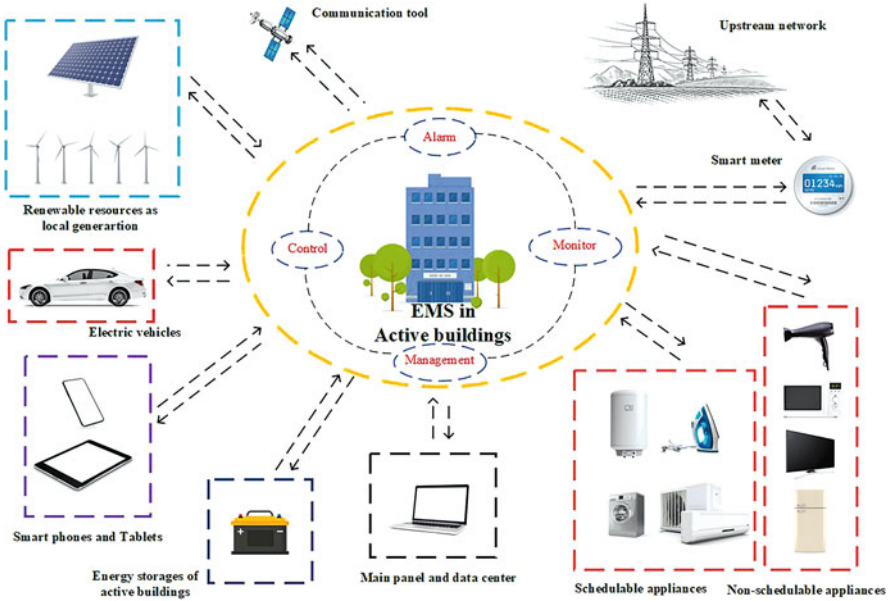 Communication tool
Upstream network
Alarm
Smart meter
01234
Renewable resources as
local generartion
Control
Monitor
EMS in
Active buildings
Electric vehicles
Management
Smart phones and Tablets
Energy storages of
active buildings
Main panel and data center
Schedulable appliances
Non-schedulable appliances